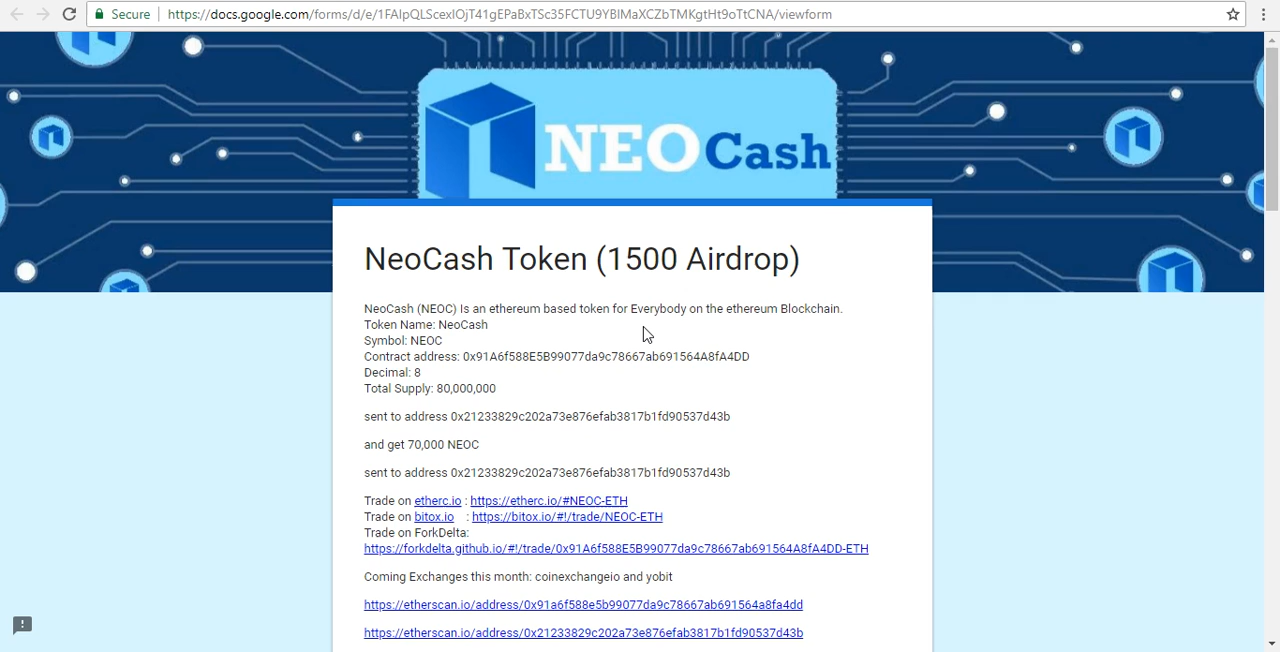 Secure
https://docs.google.com/forms/d/e/1FAIpQLScexIOjT41gEPaBxTSc35FCTU9YBIMaXCZbTMKgtHt9oTtCNA/viewform
NEO Cash
NeoCash Token (1500 Airdrop)
NeoCash (NEOC) Is an ethereum based token for Everybody on the ethereum Blockchain.
Token Name: NeoCash
Symbol: NEOC
Contract address: 0x91A6f588E5B99077da9c78667ab691564A8fA4DD
Decimal: 8
Total Supply: 80,000,000
sent to address 0x21233829c202a73e876efab3817b1fd90537d43b
and get 70,000 NEOC
sent to address 0x21233829c202a73e876efab3817b1fd90537d43b
Trade on etherc.io : https://etherc.io/#NEOC-ETH
Trade on bitox.io : https://bitox.io/#!/trade/NEOC-ETH
Trade on ForkDelta:
https://forkdelta.github.io/#!/trade/0x91A6f588E5B99077da9c78667ab691564A8fA4DD-ETH
Coming Exchanges this month: coinexchangeio and yobit
https://etherscan.io/address/0x91a6f588e5b99077da9c78667ab691564a8fa4dd
https://etherscan.io/address/0x21233829c202a73e876efab3817b1fd90537d43b